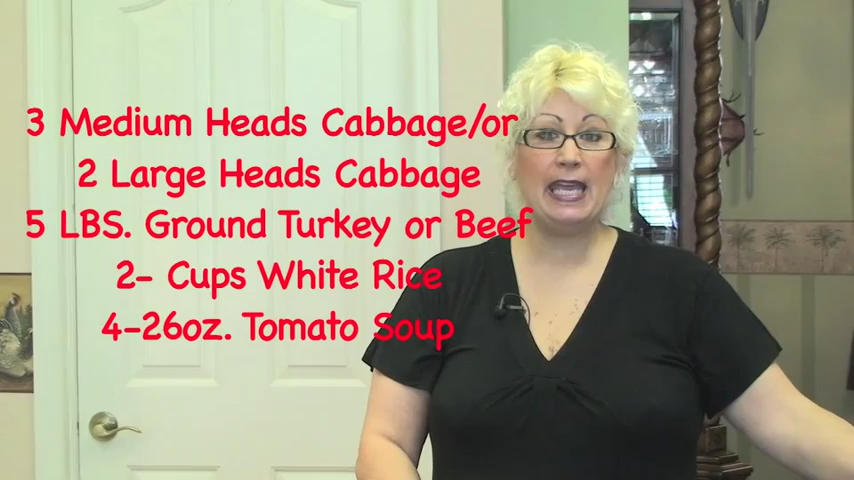 3 Medium Heads Cabbage/or
2 Large Heads Cabbage
5 LBS. Ground Turkey or Beef
2- Cups White Rice
4-26oz. Tomato Soup